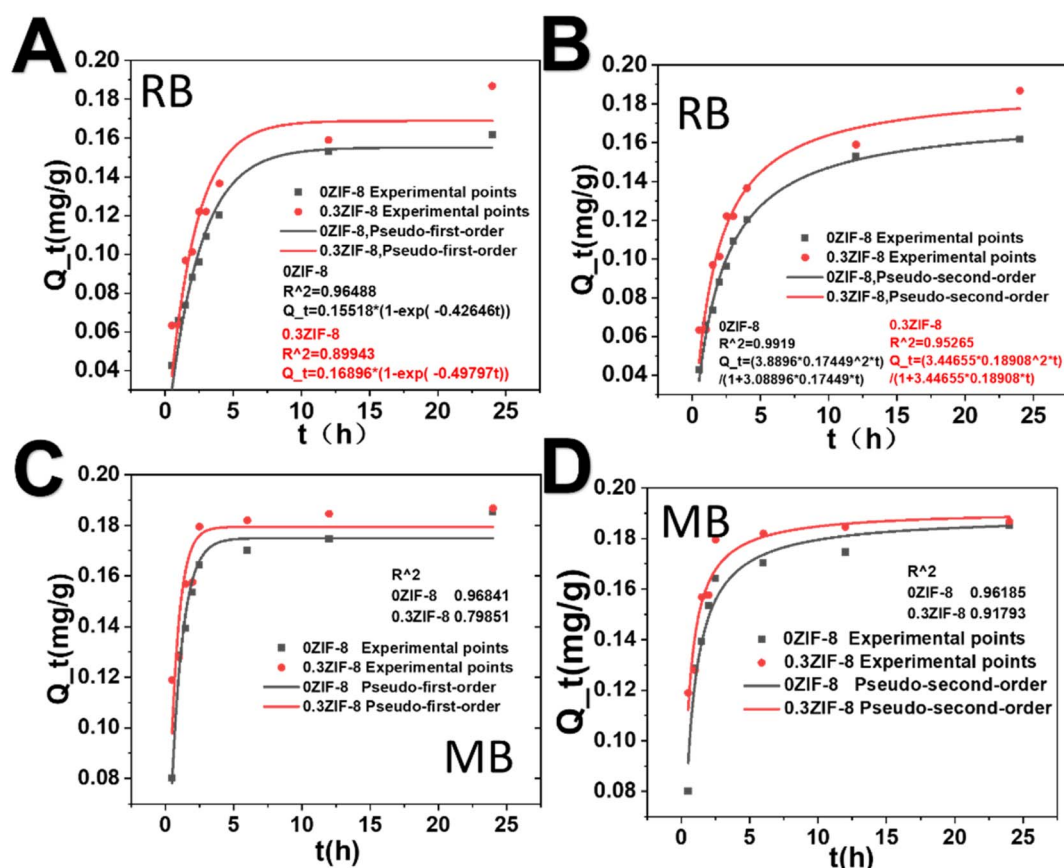 A
RB
0.20
0.18
0.16
0.14
0.12
0.10
0.08
0.06
0.04
Q_t(mg/g)
0ZIF-8 Experimental points
0.3ZIF-8 Experimental points
0ZIF-8,Pseudo-first-order
0.3ZIF-8,Pseudo-first-order
0ZIF-8
R^2=0.96488
Q_t=0.15518*(1-exp( -0.42646t))
0.3ZIF-8
R^2=0.89943
Q_t=0.16896*(1-exp( -0.49797t))
0 5 10 15 20 25
t（h）
B
RB
0.20
0.18
0.16
0.14
0.12
0.10
0.08
0.06
0.04
Q_t(mg/g)
0ZIF-8 Experimental points
0.3ZIF-8 Experimental points
0ZIF-8,Pseudo-second-order
0.3ZIF-8,Pseudo-second-order
0ZIF-8
R^2=0.9919
Q_t=(3.8896*0.17449^2*t)
/(1+3.08896*0.17449*t)
0.3ZIF-8
R^2=0.95265
Q_t=(3.44655*0.18908^2*t)
/(1+3.44655*0.18908*t)
0 5 10 15 20 25
t（h）
C
0.20
0.18
0.16
0.14
0.12
0.10
0.08
Q_t(mg/g)
R^2
0ZIF-8 0.96841
0.3ZIF-8 0.79851
0ZIF-8 Experimental points
0.3ZIF-8 Experimental points
0ZIF-8 Pseudo-first-order
0.3ZIF-8 Pseudo-first-order
MB
0 5 10 15 20 25
t(h)
D
MB
0.20
0.18
0.16
0.14
0.12
0.10
0.08
Q_t(mg/g)
R^2
0ZIF-8 0.96185
0.3ZIF-8 0.91793
0ZIF-8 Experimental points
0.3ZIF-8 Experimental points
0ZIF-8 Pseudo-second-order
0.3ZIF-8 Pseudo-second-order
0 5 10 15 20 25
t(h)